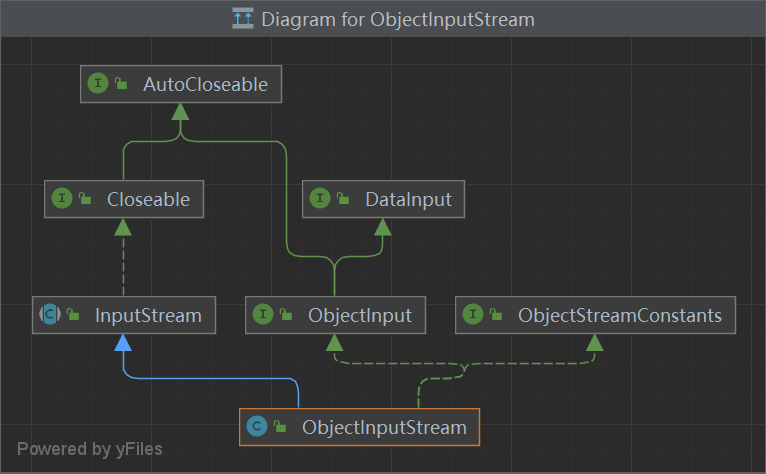 Diagram for ObjectInputStream
I AutoCloseable
I Closeable
I DataInput
C InputStream
I ObjectInput
I ObjectStreamConstants
C ObjectInputStream
Powered by yFiles